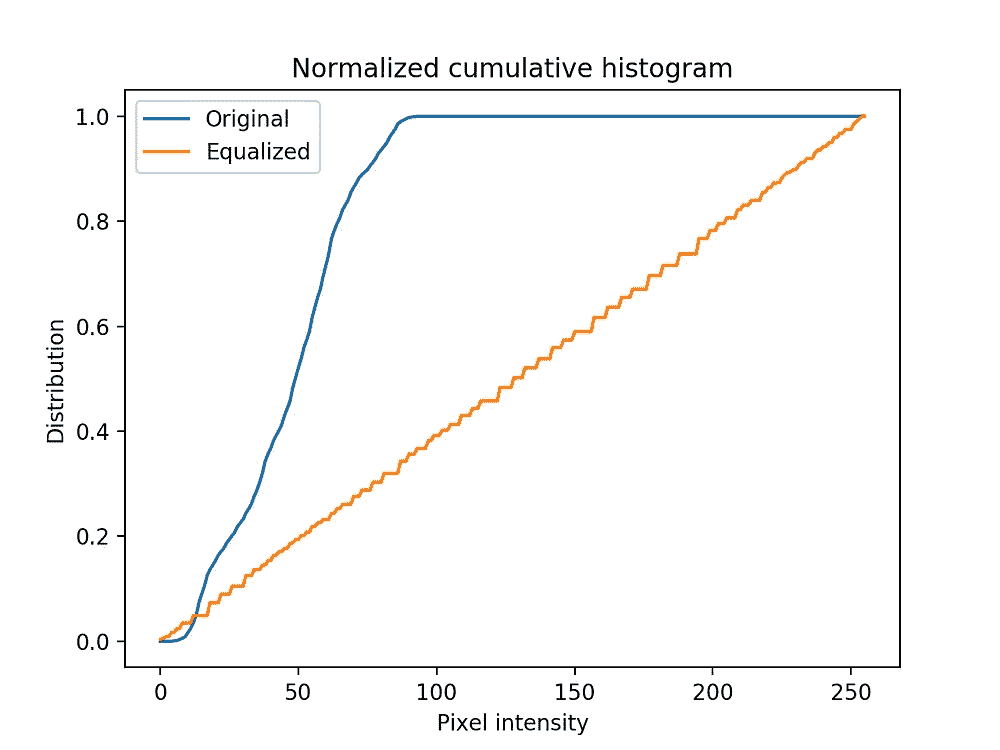 Normalized cumulative histogram
Original
Equalized
1.0
0.8
0.6
0.4
0.2
0.0
Distribution
0 50 100 150 200 250
Pixel intensity